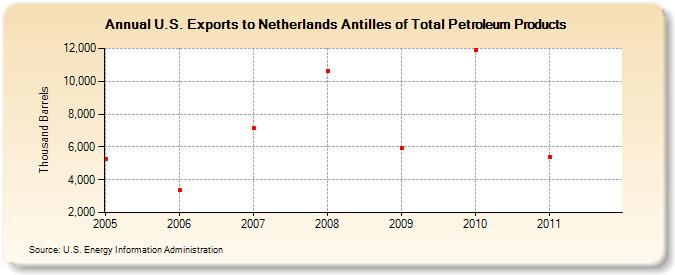 Annual U.S. Exports to Netherlands Antilles of Total Petroleum Products
Thousand Barrels
12,000
10,000
8,000
6,000
4,000
2,000
2005 2006 2007 2008 2009 2010 2011
Source: U.S. Energy Information Administration